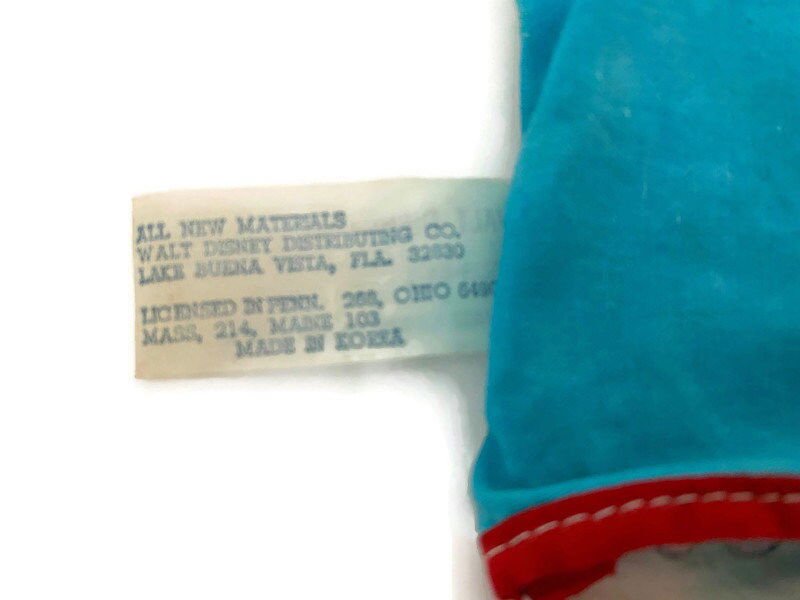 ALL NEW MATERIALS
WALT DISNEY DISTRIBUTING CO.
LAKE BUENA VISTA, FLA. 32830
LICENSED IN PENN. 268, OHIO
MASS, 214, MAINE 103
MADE IN KOREA